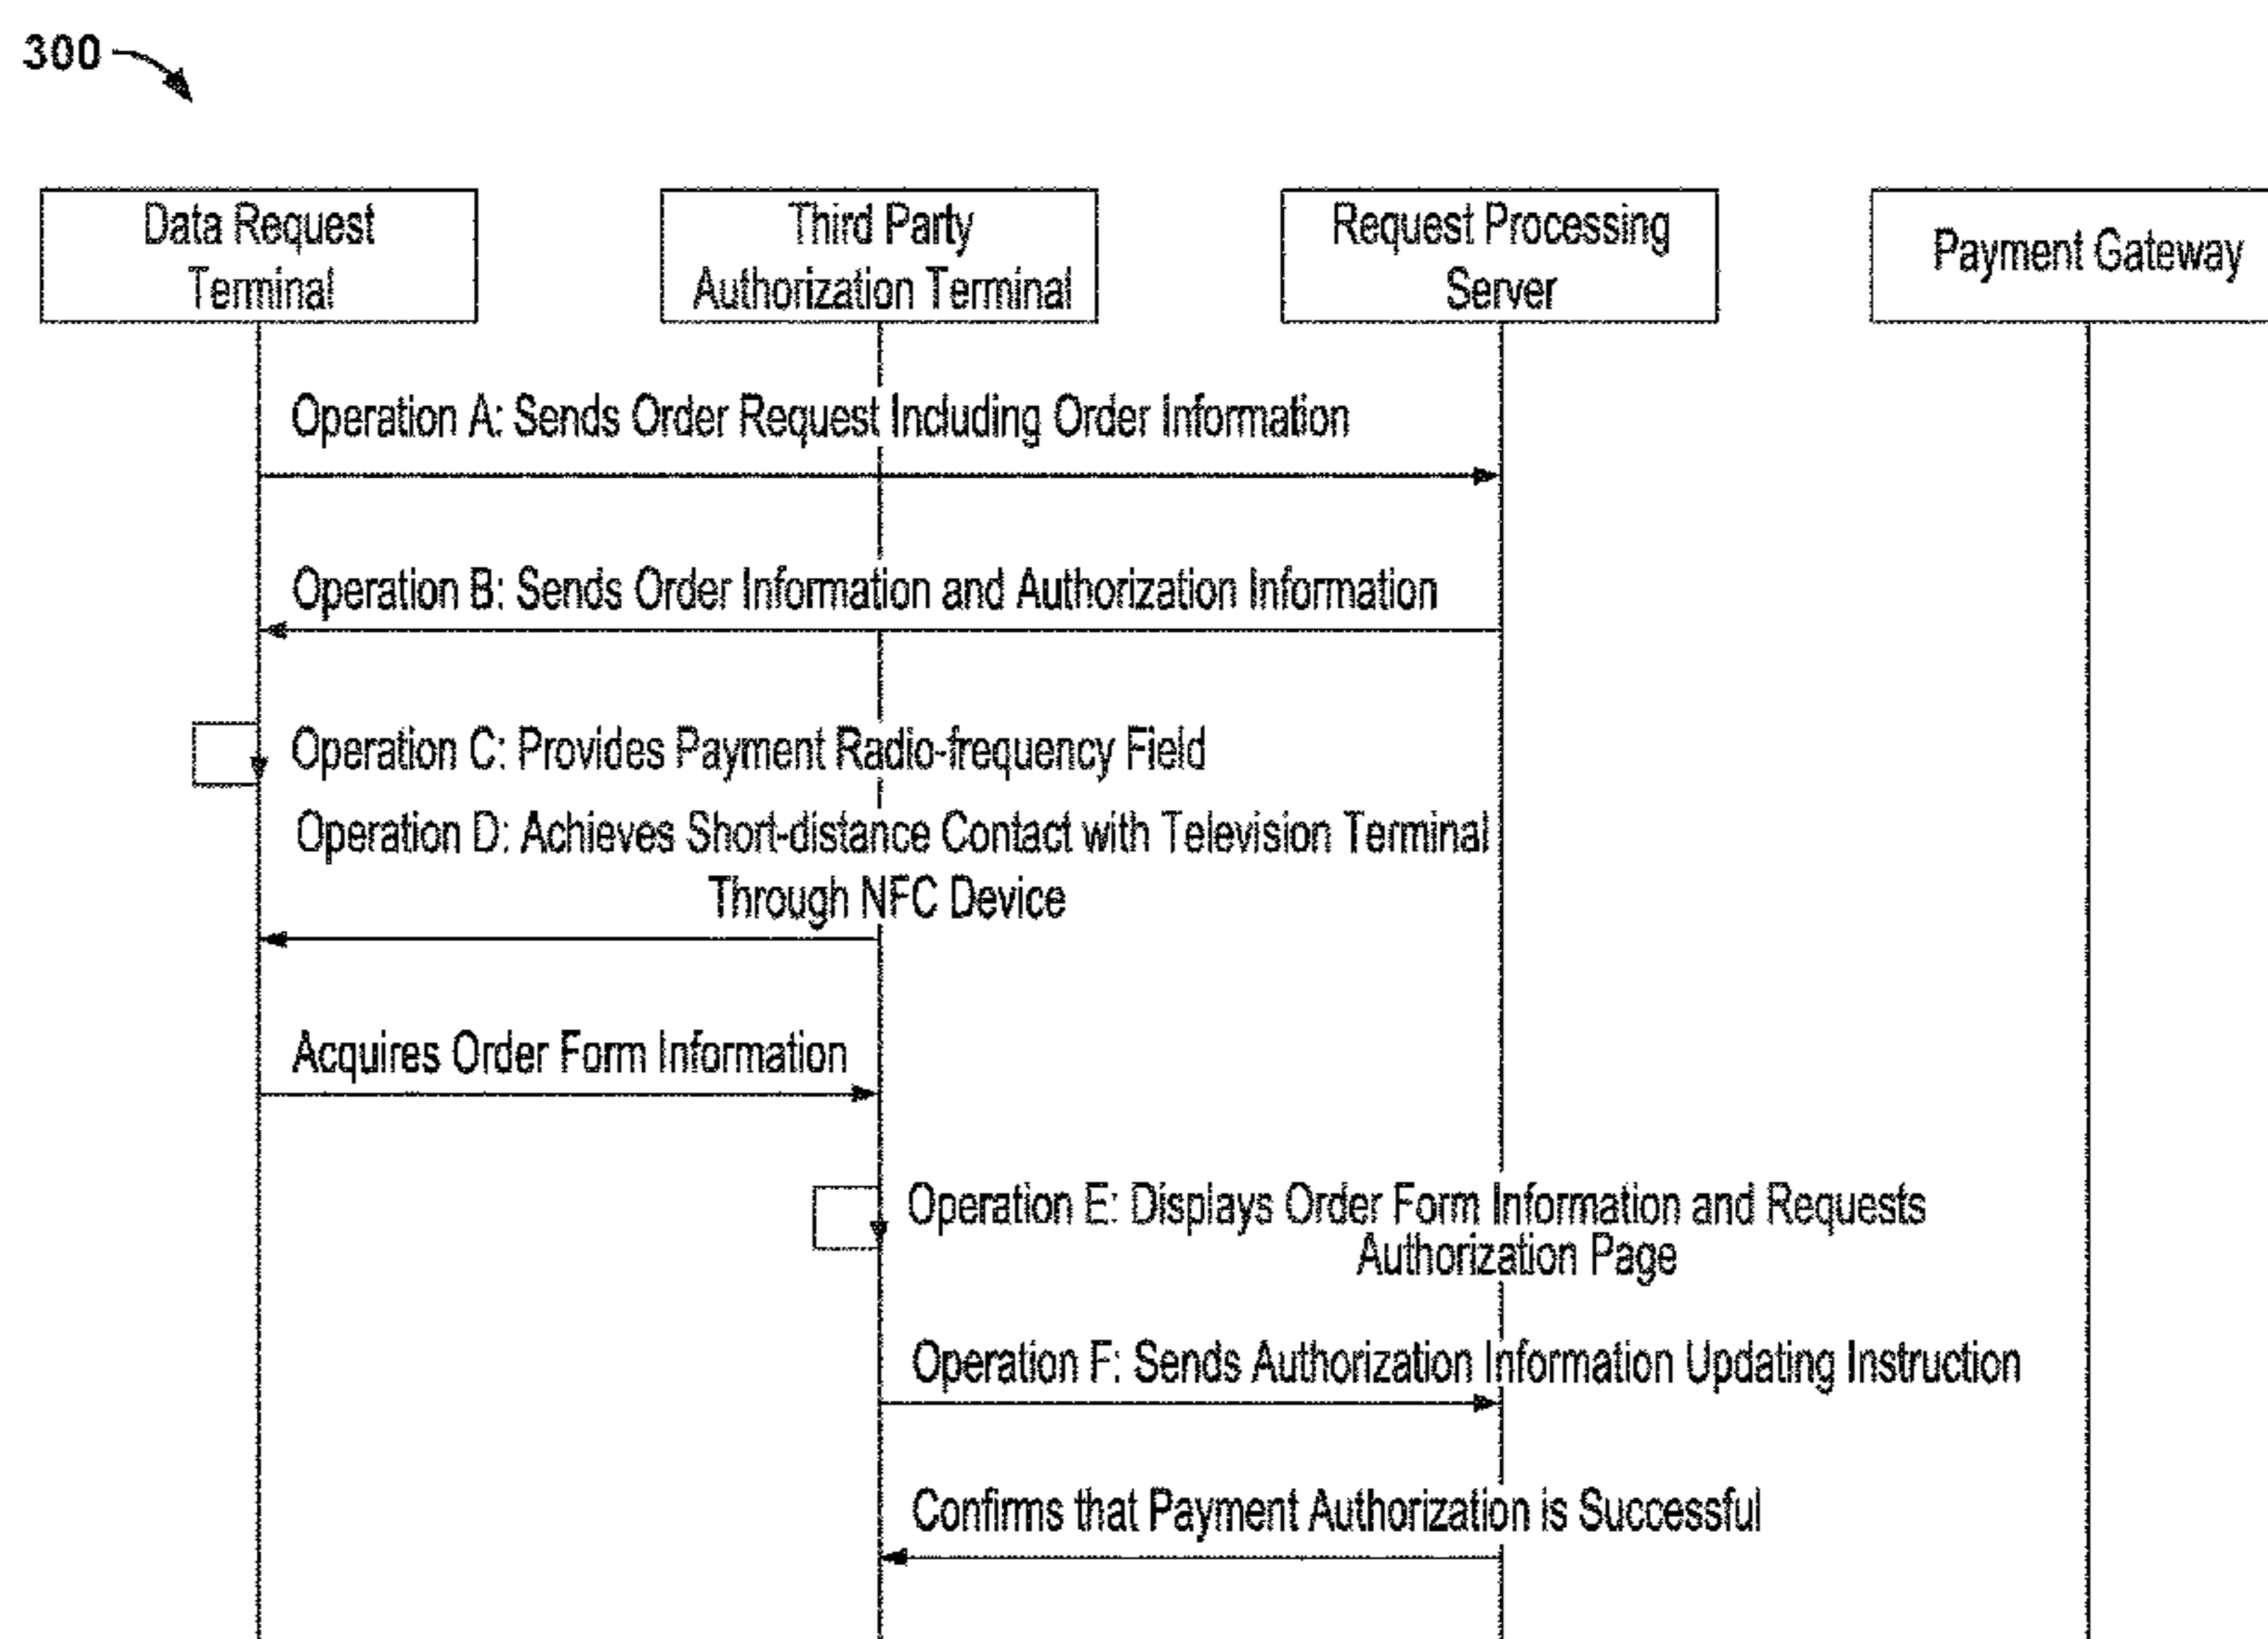 300
Data Request
Terminal
Third Party
Authorization Terminal
Request Processing
Server
Payment Gateway
Operation A: Sends Order Request Including Order Information
Operation B: Sends Order Information and Authorization Information
Operation C: Provides Payment Radio-frequency Field
Operation D: Achieves Short-distance Contact with Television Terminal
Through NFC Device
Acquires Order Form Information
Operation E: Displays Order Form Information and Requests
Authorization Page
Operation F: Sends Authorization Information Updating Instruction
Confirms that Payment Authorization is Successful